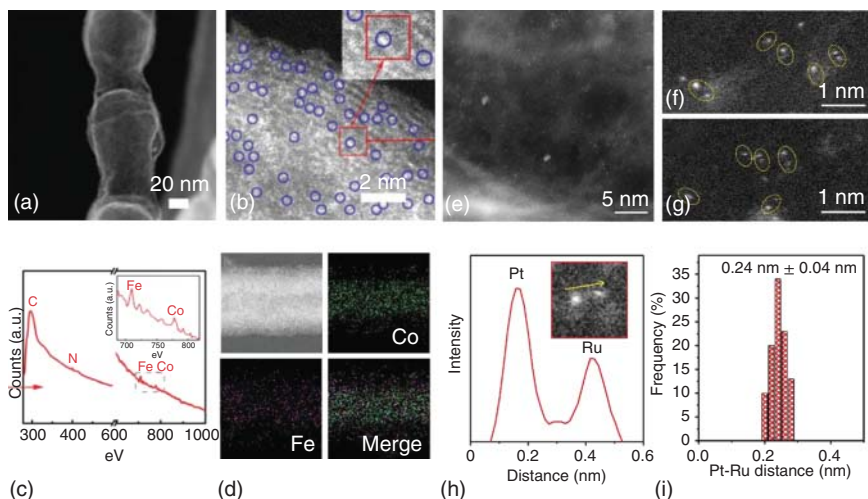 (a)
20 nm
(b)
2 nm
(e)
5 nm
(f)
1 nm
(g)
1 nm
Counts (a.u.)
C
N
Fe Co
300 400 600 800 1000
eV
(c)
Counts (a.u.)
Fe
Co
700 750 800
eV
Co
Fe
Merge
(d)
Intensity
Pt
Ru
0 0.2 0.4 0.6
Distance (nm)
(h)
0.24 nm ± 0.04 nm
Frequency (%)
35
30
25
20
15
10
5
0
0.0 0.2 0.4
Pt-Ru distance (nm)
(i)